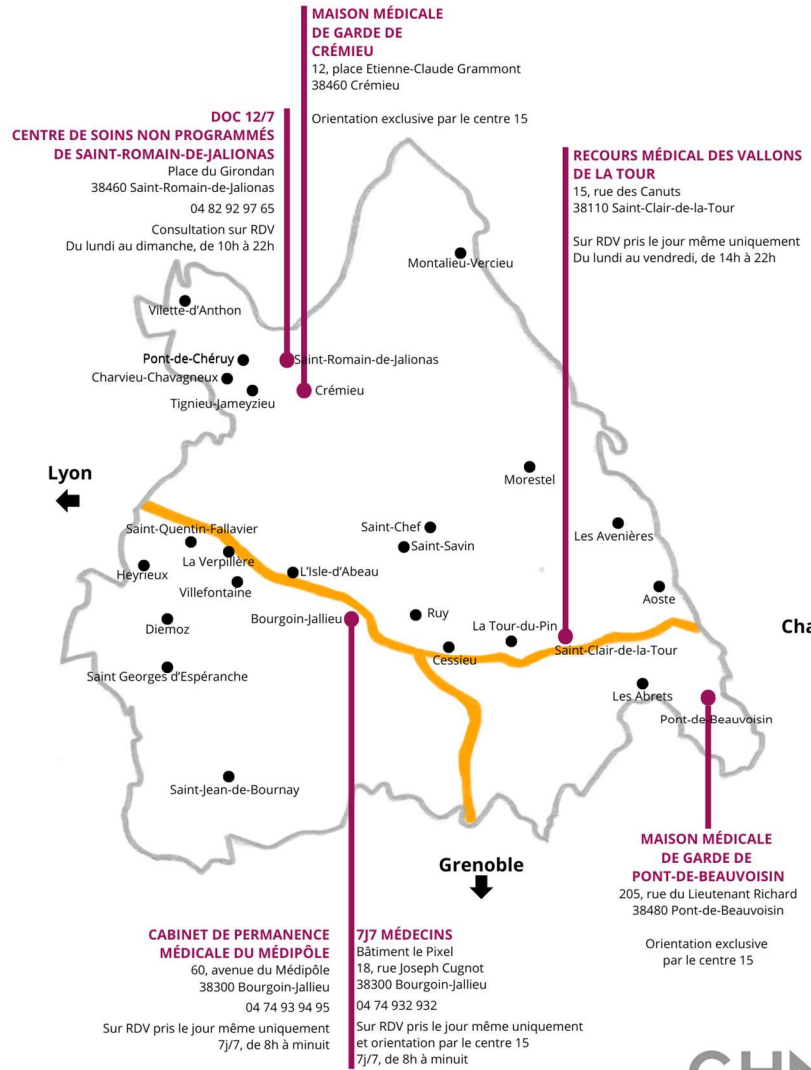 MAISON MÉDICALE
DE GARDE DE
CRÉMIEU
12, place Etienne-Claude Grammont
38460 Crémieu
Orientation exclusive par le centre 15
DOC 12/7
CENTRE DE SOINS NON PROGRAMMÉS
DE SAINT-ROMAIN-DE-JALIONAS
Place du Girondan
38460 Saint-Romain-de-Jalionas
04 82 92 97 65
Consultation sur RDV
Du lundi au dimanche, de 10h à 22h
RECOURS MÉDICAL DES VALLONS
DE LA TOUR
15, rue des Canuts
38110 Saint-Clair-de-la-Tour
Sur RDV pris le jour même uniquement
Du lundi au vendredi, de 14h à 22h
Montalieu-Vercieu
Vilette-d'Anthon
Pont-de-Chéruy
Saint-Romain-de-Jalionas
Charvieu-Chavagneux
Tignieu-Jameyzieu
Crémieu
Lyon
Morestel
Saint-Quentin-Fallavier
Saint-Chef
Les Avenières
La Verpillère
Saint-Savin
Heyrieux
L'Isle-d'Abeau
Villefontaine
Aoste
Bourgoin-Jallieu
Ruy
Diemoz
La Tour-du-Pin
Cha
Cessieu
Saint-Clair-de-la-Tour
Saint Georges d'Espéranche
Les Abrets
Pont-de-Beauvoisin
Saint-Jean-de-Bournay
Grenoble
MAISON MÉDICALE
DE GARDE DE
PONT-DE-BEAUVOISIN
205, rue du Lieutenant Richard
38480 Pont-de-Beauvoisin
Orientation exclusive
par le centre 15
CABINET DE PERMANENCE
MÉDICALE DU MÉDIPÔLE
60, avenue du Médipôle
38300 Bourgoin-Jallieu
04 74 93 94 95
Sur RDV pris le jour même uniquement
7j/7, de 8h à minuit
7J7 MÉDECINS
Bâtiment le Pixel
18, rue Joseph Cugnot
38300 Bourgoin-Jallieu
04 74 932 932
Sur RDV pris le jour même uniquement
et orientation par le centre 15
7j/7, de 8h à minuit